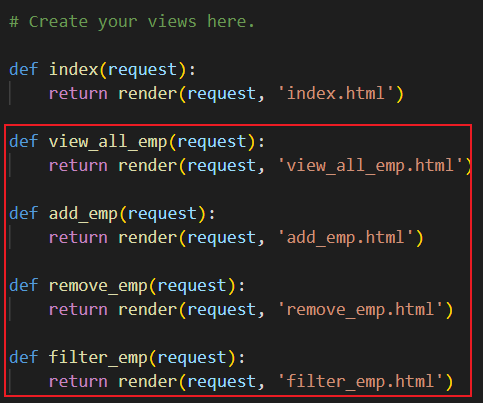 # Create your views here.
def index(request):
    return render(request, 'index.html')
def view_all_emp(request):
    return render(request, 'view_all_emp.html')
def add_emp(request):
    return render(request, 'add_emp.html')
def remove_emp(request):
    return render(request, 'remove_emp.html')
def filter_emp(request):
    return render(request, 'filter_emp.html')